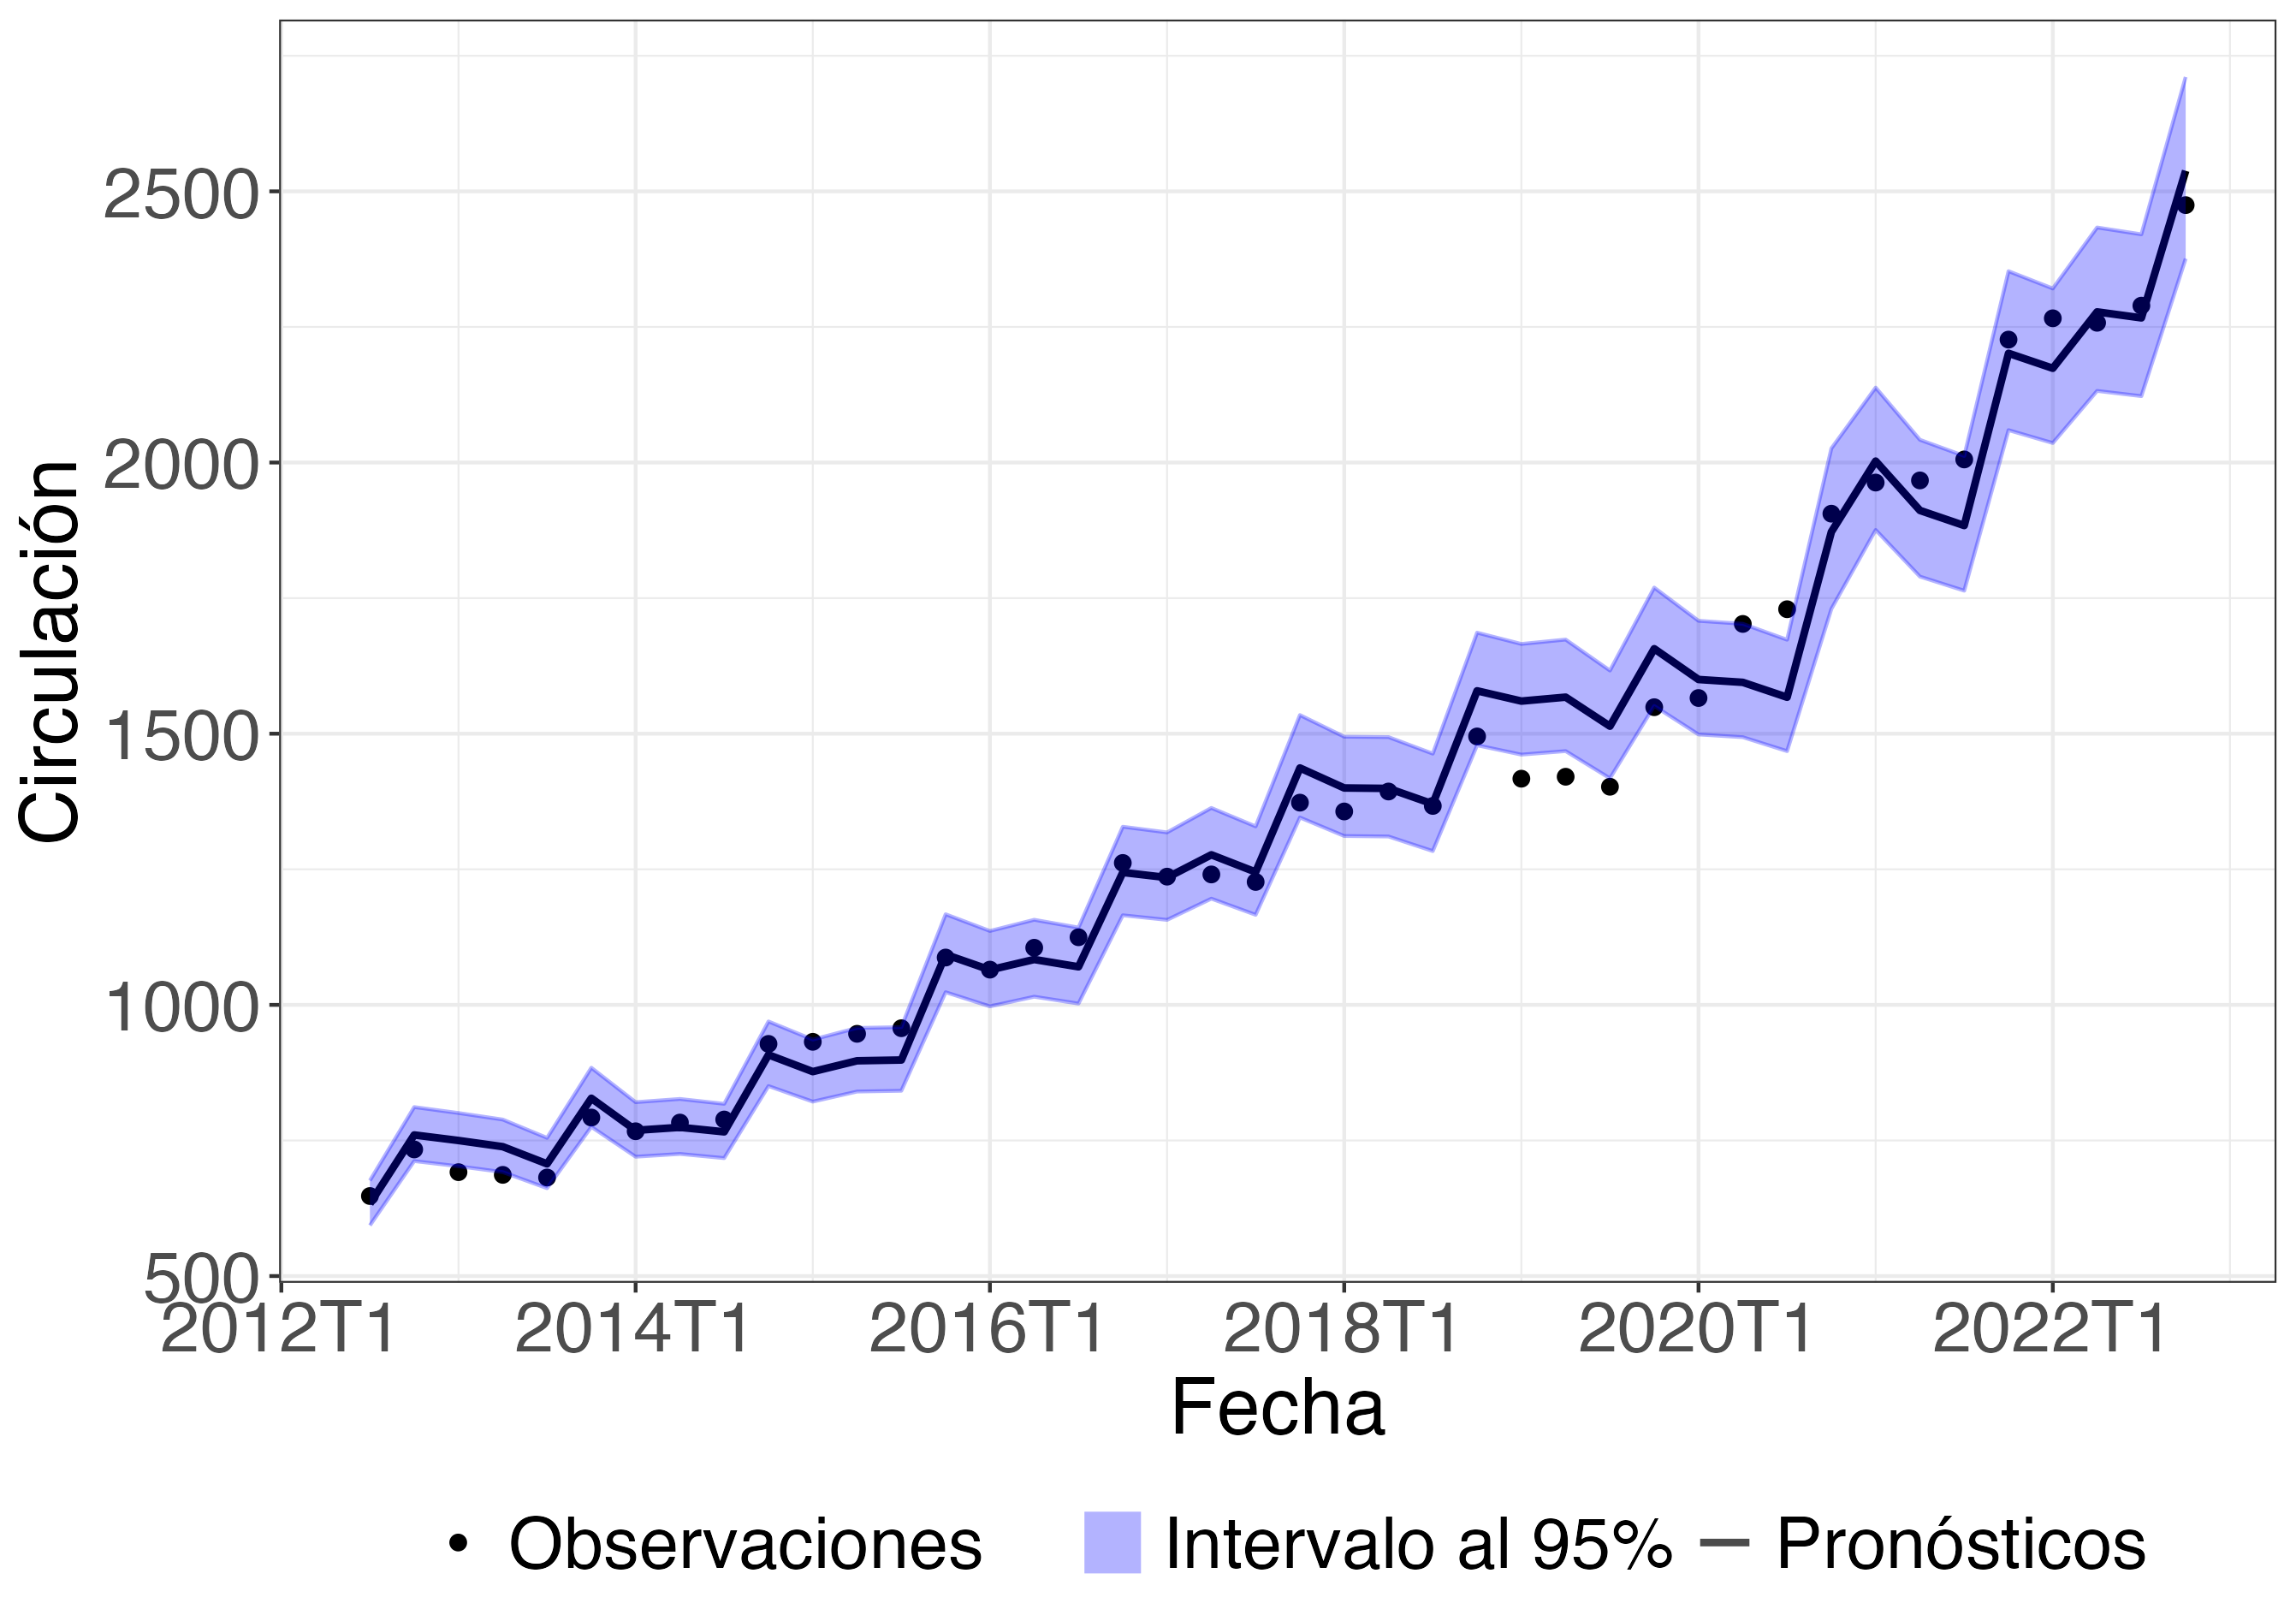 Circulación
2500
2000
1500
1000
500
2012T1 2014T1 2016T1 2018T1 2020T1 2022T1
Fecha
Observaciones Intervalo al 95% Pronósticos